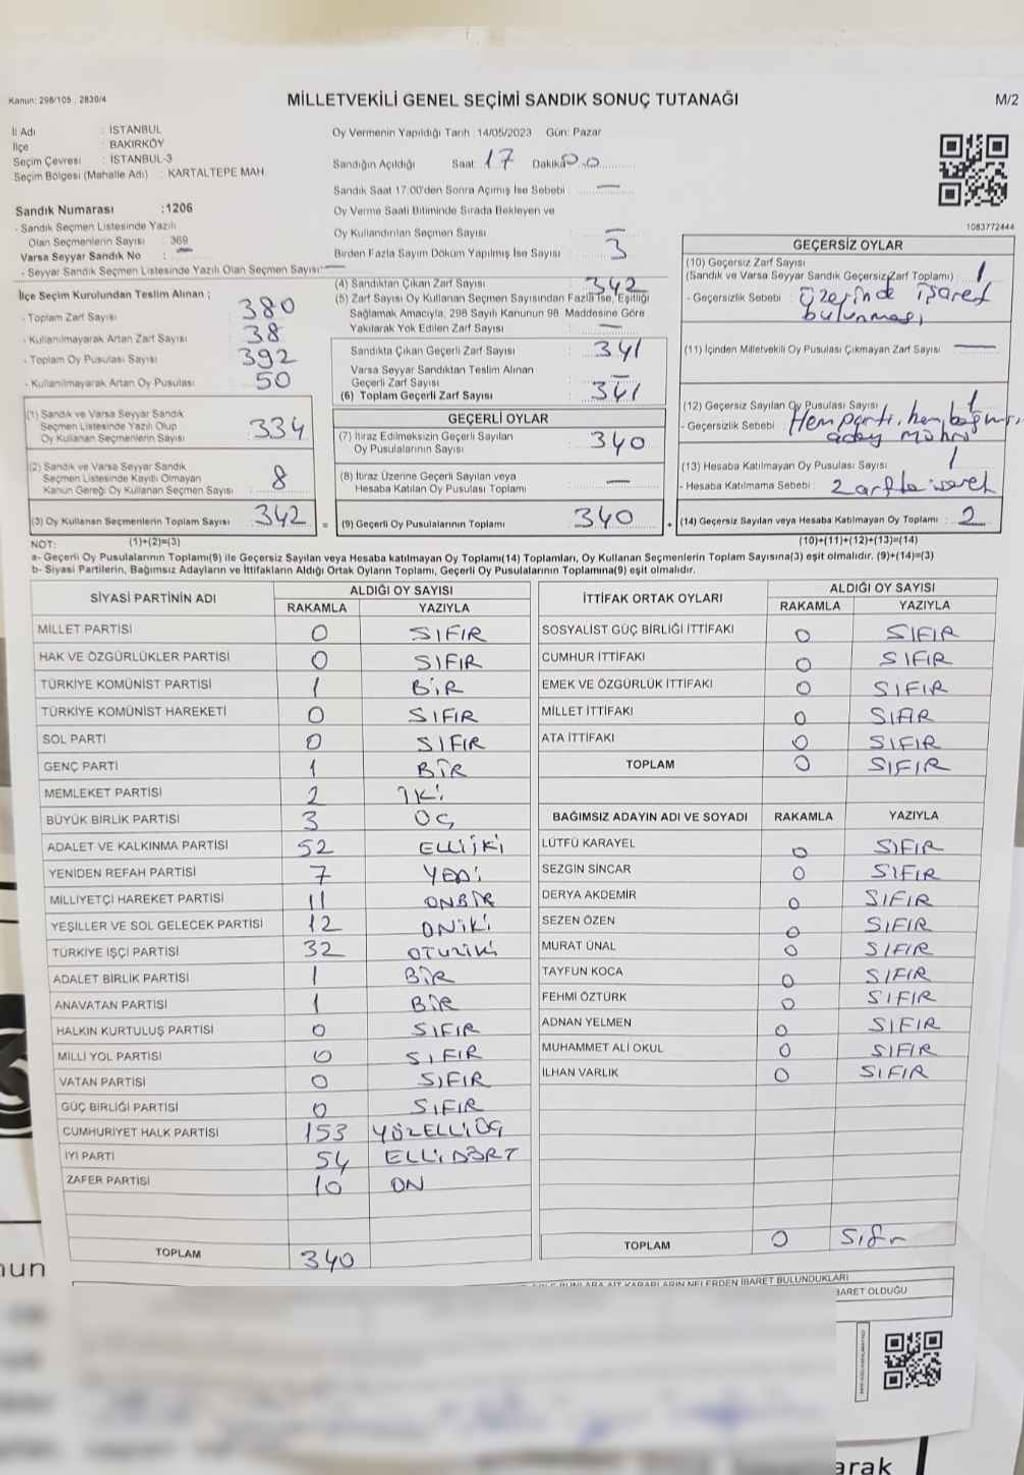 Kanun: 298/105 , 2839/4
MİLLETVEKİLİ GENEL SEÇİMİ SANDIK SONUÇ TUTANAĞI
M/2
İl Adı : İSTANBUL
İlçe : BAKIRKÖY
Seçim Çevresi : İSTANBUL-3
Seçim Bölgesi (Mahalle Adı) : KARTALTEPE MAH.
Oy Vermenin Yapıldığı Tarih : 14/05/2023 Gün: Pazar
Sandığın Açıldığı Saat: 17 Dakika: 00
Sandık Saat 17.00'den Sonra Açılmış İse Sebebi : —
Oy Verme Saati Bitiminde Sırada Bekleyen ve
Oy Kullandırılan Seçmen Sayısı : —
Birden Fazla Sayım Döküm Yapılmış İse Sayısı : 3
Sandık Numarası :1206
- Sandık Seçmen Listesinde Yazılı
Olan Seçmenlerin Sayısı : 369
Varsa Seyyar Sandık No :
- Seyyar Sandık Seçmen Listesinde Yazılı Olan Seçmen Sayısı: —
İlçe Seçim Kurulundan Teslim Alınan ;
- Toplam Zarf Sayısı : 380
- Kullanılmayarak Artan Zarf Sayısı : 38
- Toplam Oy Pusulası Sayısı : 392
- Kullanılmayarak Artan Oy Pusulası : 50
(1) Sandık ve Varsa Seyyar Sandık
Seçmen Listesinde Yazılı Olup
Oy Kullanan Seçmenlerin Sayısı : 334
(2) Sandık ve Varsa Seyyar Sandık
Seçmen Listesinde Kayıtlı Olmayan
Kanun Gereği Oy Kullanan Seçmen Sayısı : 8
(3) Oy Kullanan Seçmenlerin Toplam Sayısı : 342 =
(4) Sandıktan Çıkan Zarf Sayısı : 342
(5) Zarf Sayısı Oy Kullanan Seçmen Sayısından Fazla İse, Eşitliği
Sağlamak Amacıyla, 298 Sayılı Kanunun 98. Maddesine Göre
Yakılarak Yok Edilen Zarf Sayısı : —
Sandıkta Çıkan Geçerli Zarf Sayısı : 341
Varsa Seyyar Sandıktan Teslim Alınan
Geçerli Zarf Sayısı : —
(6) Toplam Geçerli Zarf Sayısı : 341
GEÇERLİ OYLAR
(7) İtiraz Edilmeksizin Geçerli Sayılan
Oy Pusulalarının Sayısı : 340
(8) İtiraz Üzerine Geçerli Sayılan veya
Hesaba Katılan Oy Pusulası Toplamı : —
(9) Geçerli Oy Pusulalarının Toplamı : 340 +
1083772444
GEÇERSİZ OYLAR
(10) Geçersiz Zarf Sayısı
(Sandık ve Varsa Seyyar Sandık Geçersiz Zarf Toplamı) : 1
- Geçersizlik Sebebi : Üzerinde işaret
bulunması
(11) İçinden Milletvekili Oy Pusulası Çıkmayan Zarf Sayısı : —
(12) Geçersiz Sayılan Oy Pusulası Sayısı : 1
- Geçersizlik Sebebi : Hem parti, hem bağımsız
aday mührü
(13) Hesaba Katılmayan Oy Pusulası Sayısı : 1
- Hesaba Katılmama Sebebi : Zarfta işaret
(14) Geçersiz Sayılan veya Hesaba Katılmayan Oy Toplamı : 2
NOT: (1)+(2)=(3) (10)+(11)+(12)+(13)=(14)
a- Geçerli Oy Pusulalarının Toplamı(9) ile Geçersiz Sayılan veya Hesaba katılmayan Oy Toplamı(14) Toplamları, Oy Kullanan Seçmenlerin Toplam Sayısına(3) eşit olmalıdır. (9)+(14)=(3)
b- Siyasi Partilerin, Bağımsız Adayların ve İttifakların Aldığı Ortak Oyların Toplamı, Geçerli Oy Pusulalarının Toplamına(9) eşit olmalıdır.
SİYASİ PARTİNİN ADI ALDIĞI OY SAYISI
RAKAMLA YAZIYLA
MİLLET PARTİSİ 0 SIFIR
HAK VE ÖZGÜRLÜKLER PARTİSİ 0 SIFIR
TÜRKİYE KOMÜNİST PARTİSİ 1 BİR
TÜRKİYE KOMÜNİST HAREKETİ 0 SIFIR
SOL PARTİ 0 SIFIR
GENÇ PARTİ 1 BİR
MEMLEKET PARTİSİ 2 İKİ
BÜYÜK BİRLİK PARTİSİ 3 ÜÇ
ADALET VE KALKINMA PARTİSİ 52 ELLİİKİ
YENİDEN REFAH PARTİSİ 7 YEDİ
MİLLİYETÇİ HAREKET PARTİSİ 11 ONBİR
YEŞİLLER VE SOL GELECEK PARTİSİ 12 ONİKİ
TÜRKİYE İŞÇİ PARTİSİ 32 OTUZİKİ
ADALET BİRLİK PARTİSİ 1 BİR
ANAVATAN PARTİSİ 1 BİR
HALKIN KURTULUŞ PARTİSİ 0 SIFIR
MİLLİ YOL PARTİSİ 0 SIFIR
VATAN PARTİSİ 0 SIFIR
GÜÇ BİRLİĞİ PARTİSİ 0 SIFIR
CUMHURİYET HALK PARTİSİ 153 YÜZELLİÜÇ
İYİ PARTİ 54 ELLİDÖRT
ZAFER PARTİSİ 10 ON
TOPLAM 340
İTTİFAK ORTAK OYLARI ALDIĞI OY SAYISI
RAKAMLA YAZIYLA
SOSYALİST GÜÇ BİRLİĞİ İTTİFAKI 0 SIFIR
CUMHUR İTTİFAKI 0 SIFIR
EMEK VE ÖZGÜRLÜK İTTİFAKI 0 SIFIR
MİLLET İTTİFAKI 0 SIFIR
ATA İTTİFAKI 0 SIFIR
TOPLAM 0 SIFIR
BAĞIMSIZ ADAYIN ADI VE SOYADI RAKAMLA YAZIYLA
LÜTFÜ KARAYEL 0 SIFIR
SEZGİN SİNCAR 0 SIFIR
DERYA AKDEMİR 0 SIFIR
SEZEN ÖZEN 0 SIFIR
MURAT ÜNAL 0 SIFIR
TAYFUN KOCA 0 SIFIR
FEHMİ ÖZTÜRK 0 SIFIR
ADNAN YELMEN 0 SIFIR
MUHAMMET ALİ OKUL 0 SIFIR
İLHAN VARLIK 0 SIFIR
TOPLAM 0 Sıfır
KARARLARIN NELERDEN İBARET BULUNDUKLARI
İBARET OLDUĞU
nun
arak